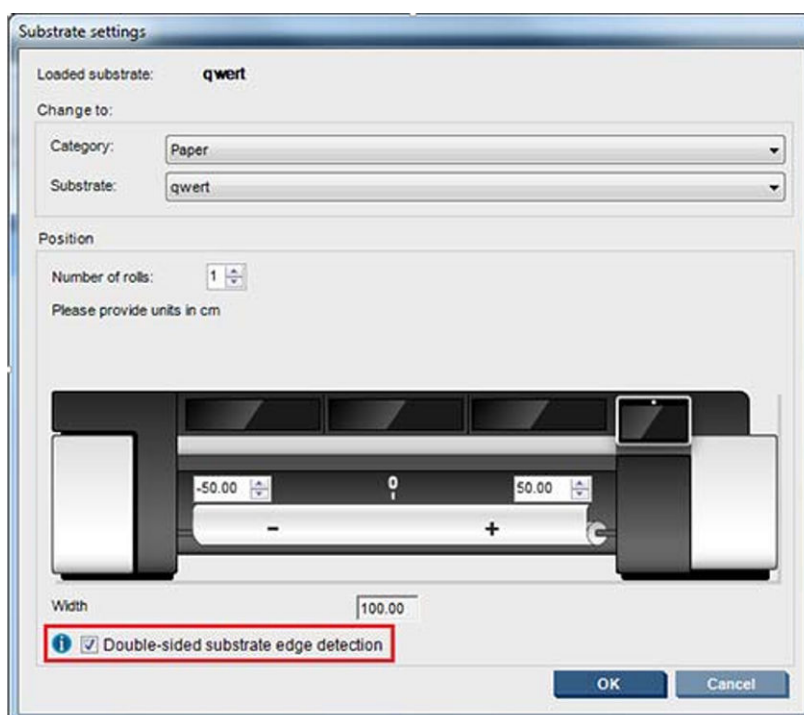 Substrate settings
Loaded substrate: qwert
Change to:
Category: Paper
Substrate: qwert
Position
Number of rolls: 1
Please provide units in cm
-50.00 0 50.00
- +
Width 100.00
Double-sided substrate edge detection
OK Cancel